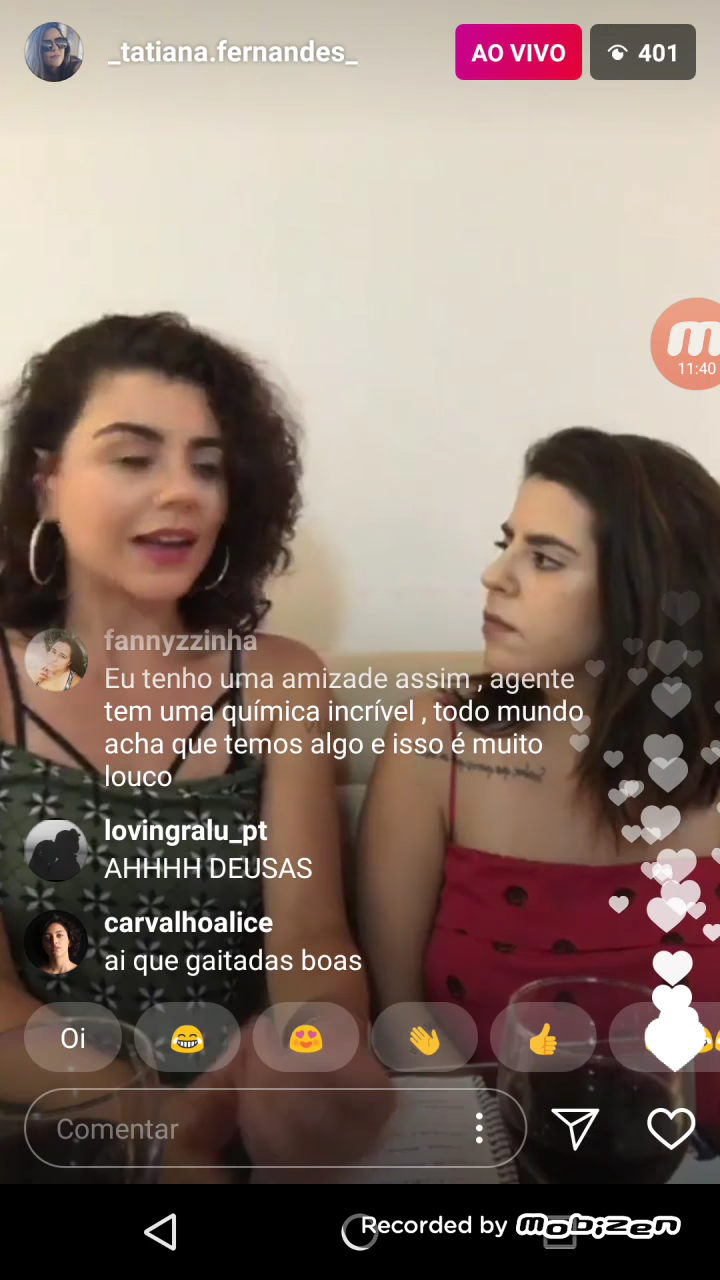 _tatiana.fernandes_
AO VIVO
401
11:40
fannyzzinha
Eu tenho uma amizade assim , agente
tem uma química incrível , todo mundo
acha que temos algo e isso é muito
louco
lovingralu_pt
AHHHH DEUSAS
carvalhoalice
ai que gaitadas boas
Oi
Comentar
Recorded by mobizen